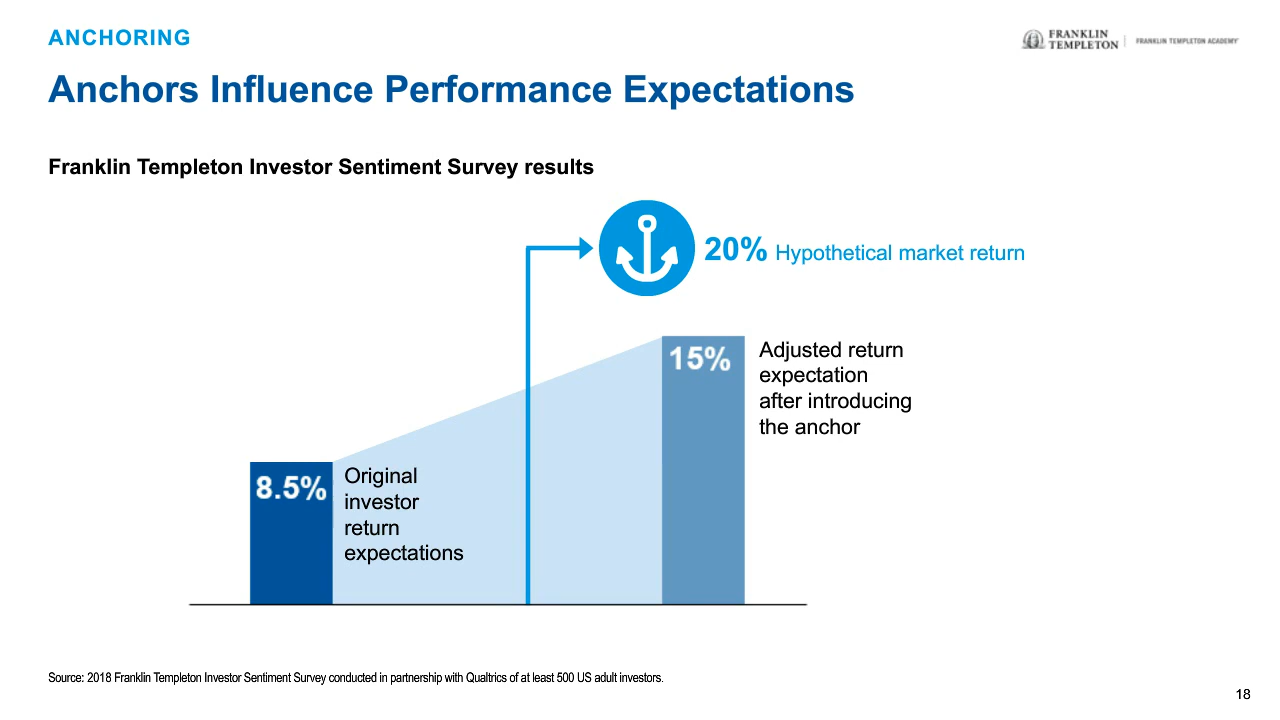 ANCHORING
FRANKLIN
TEMPLETON
FRANKLIN TEMPLETON ACADEMY
Anchors Influence Performance Expectations
Franklin Templeton Investor Sentiment Survey results
20% Hypothetical market return
15%
Adjusted return
expectation
after introducing
the anchor
8.5%
Original
investor
return
expectations
Source: 2018 Franklin Templeton Investor Sentiment Survey conducted in partnership with Qualtrics of at least 500 US adult investors.
18